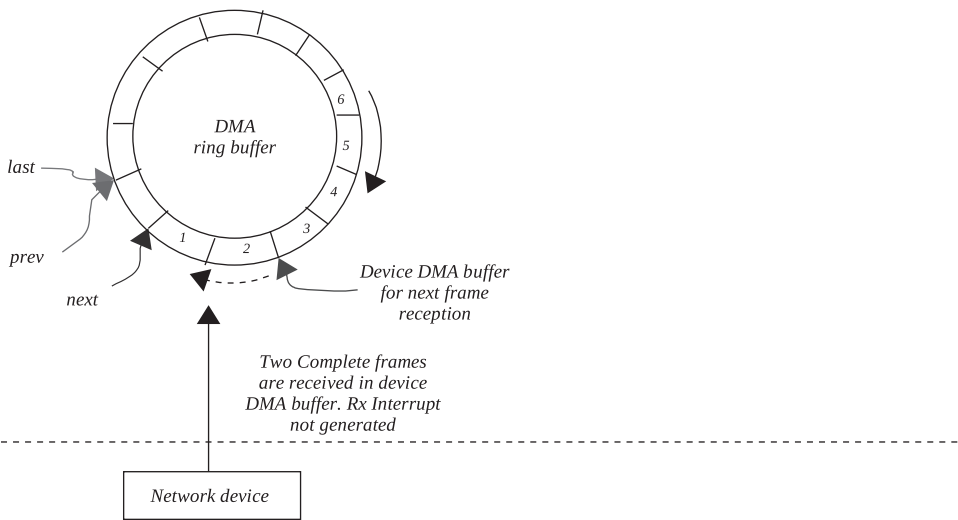 6
DMA
ring buffer
5
last
4
3
1
2
prev
Device DMA buffer
for next frame
reception
next
Two Complete frames
are received in device
DMA buffer. Rx Interrupt
not generated
Network device